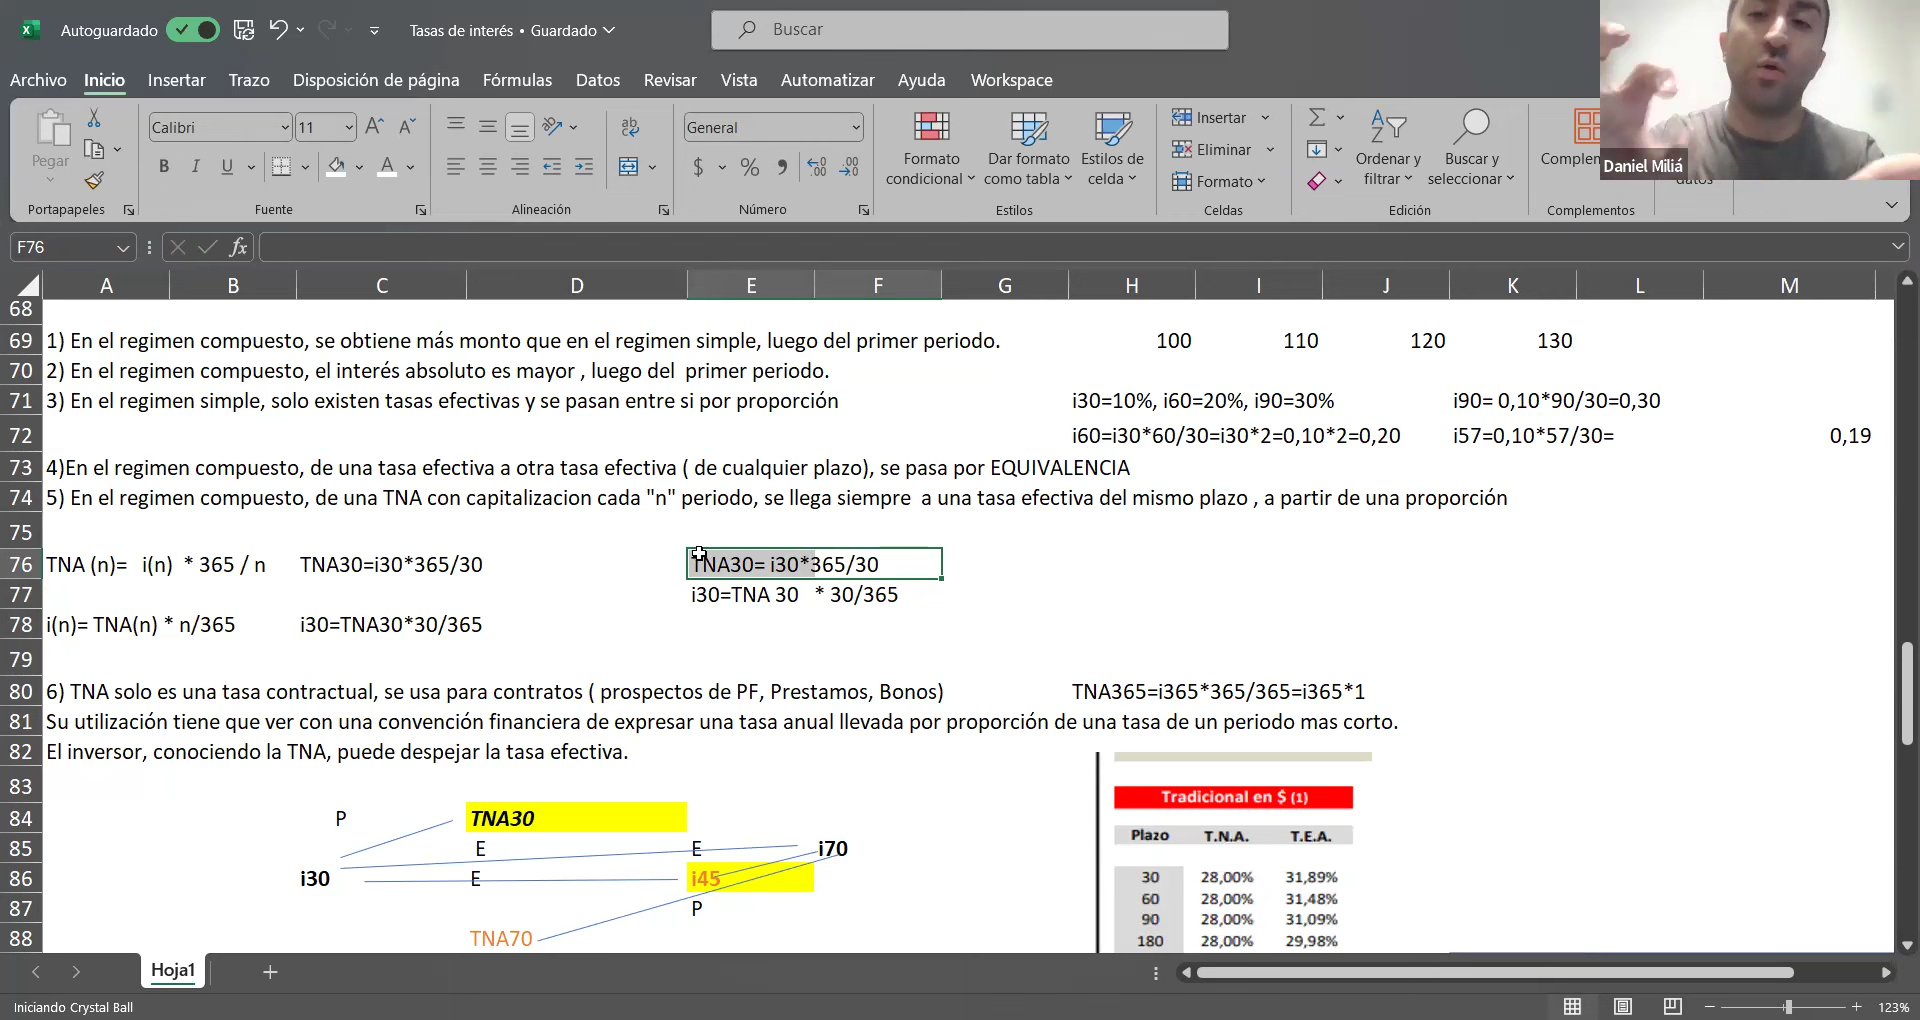 Autoguardado
Tasas de interés • Guardado
Buscar
Archivo Inicio Insertar Trazo Disposición de página Fórmulas Datos Revisar Vista Automatizar Ayuda Workspace
Pegar
Portapapeles
Calibri 11
N I S
Fuente
ab
Alineación
General
$ % 000
Número
Formato condicional
Dar formato como tabla
Estilos de celda
Estilos
Insertar
Eliminar
Formato
Celdas
Ordenar y filtrar
Buscar y seleccionar
Edición
Complem
Complementos
datos
Daniel Miliá
F76 fx
A B C D E F G H I J K L M
68
69 1) En el regimen compuesto, se obtiene más monto que en el regimen simple, luego del primer periodo. 100 110 120 130
70 2) En el regimen compuesto, el interés absoluto es mayor , luego del primer periodo.
71 3) En el regimen simple, solo existen tasas efectivas y se pasan entre si por proporción i30=10%, i60=20%, i90=30% i90= 0,10*90/30=0,30
72 i60=i30*60/30=i30*2=0,10*2=0,20 i57=0,10*57/30= 0,19
73 4)En el regimen compuesto, de una tasa efectiva a otra tasa efectiva ( de cualquier plazo), se pasa por EQUIVALENCIA
74 5) En el regimen compuesto, de una TNA con capitalizacion cada "n" periodo, se llega siempre a una tasa efectiva del mismo plazo , a partir de una proporción
75
76 TNA (n)= i(n) * 365 / n TNA30=i30*365/30 TNA30= i30*365/30
77 i30=TNA 30 * 30/365
78 i(n)= TNA(n) * n/365 i30=TNA30*30/365
79
80 6) TNA solo es una tasa contractual, se usa para contratos ( prospectos de PF, Prestamos, Bonos) TNA365=i365*365/365=i365*1
81 Su utilización tiene que ver con una convención financiera de expresar una tasa anual llevada por proporción de una tasa de un periodo mas corto.
82 El inversor, conociendo la TNA, puede despejar la tasa efectiva.
83
84 P TNA30
85 E E i70
86 i30 E i45
87 P
88 TNA70
Tradicional en $ (1)
Plazo T.N.A. T.E.A.
30 28,00% 31,89%
60 28,00% 31,48%
90 28,00% 31,09%
180 28,00% 29,98%
Hoja1
Iniciando Crystal Ball
123%